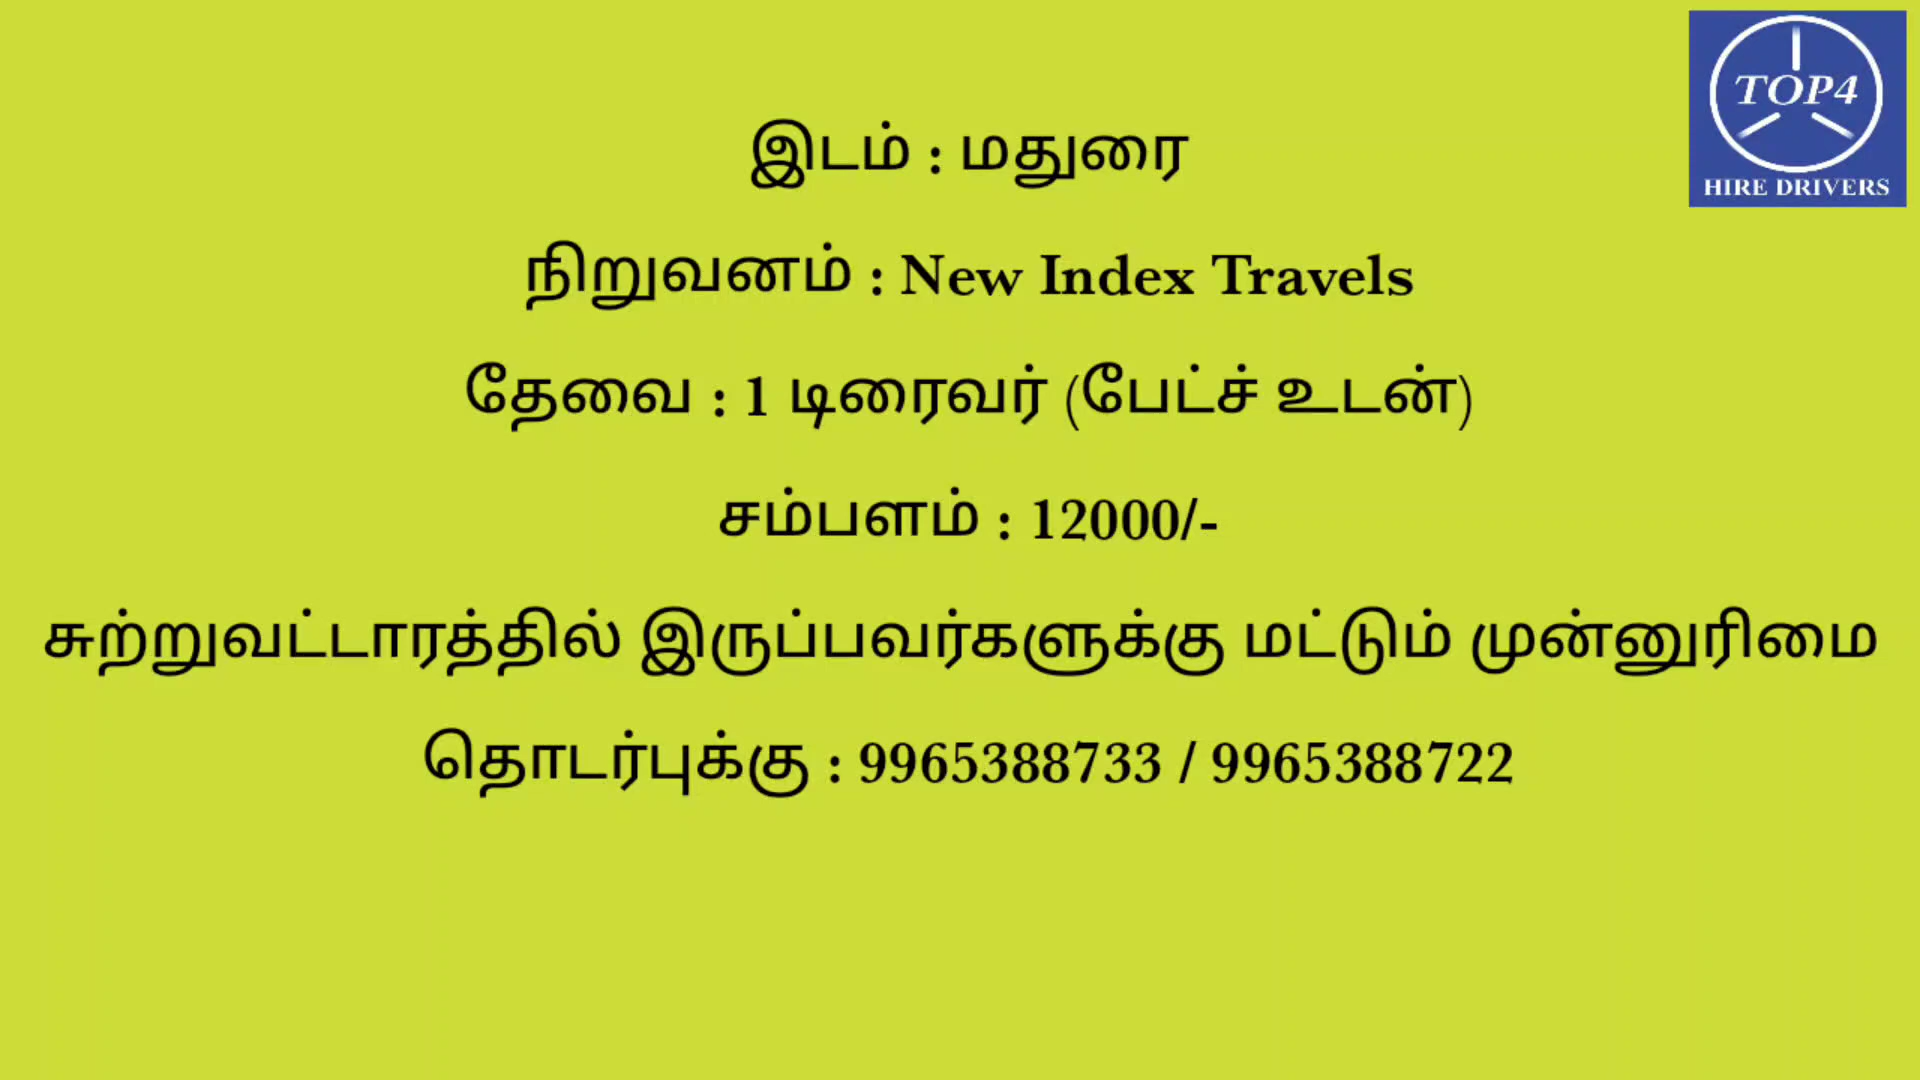 TOP4
HIRE DRIVERS
இடம் : மதுரை
நிறுவனம் : New Index Travels
தேவை : 1 டிரைவர் (பேட்ச் உடன்)
சம்பளம் : 12000/-
சுற்றுவட்டாரத்தில் இருப்பவர்களுக்கு மட்டும் முன்னுரிமை
தொடர்புக்கு : 9965388733 / 9965388722